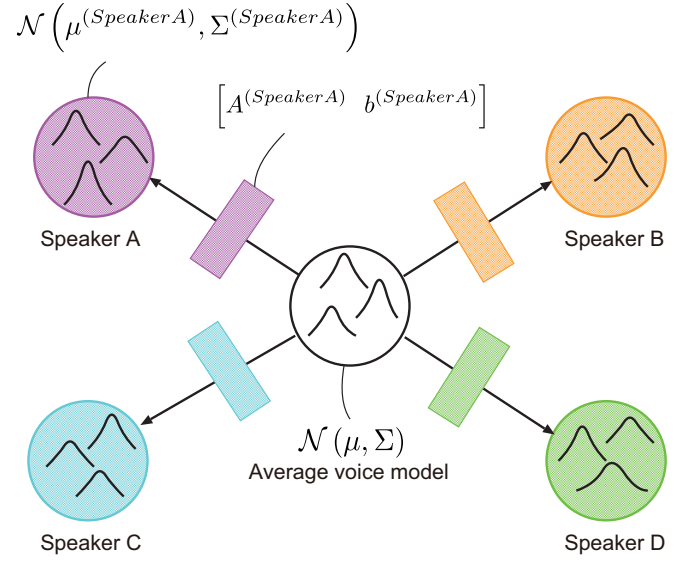 𝒩 (μ^(SpeakerA), Σ^(SpeakerA))
[A^(SpeakerA) b^(SpeakerA)]
Speaker A
Speaker B
𝒩 (μ, Σ)
Average voice model
Speaker C
Speaker D